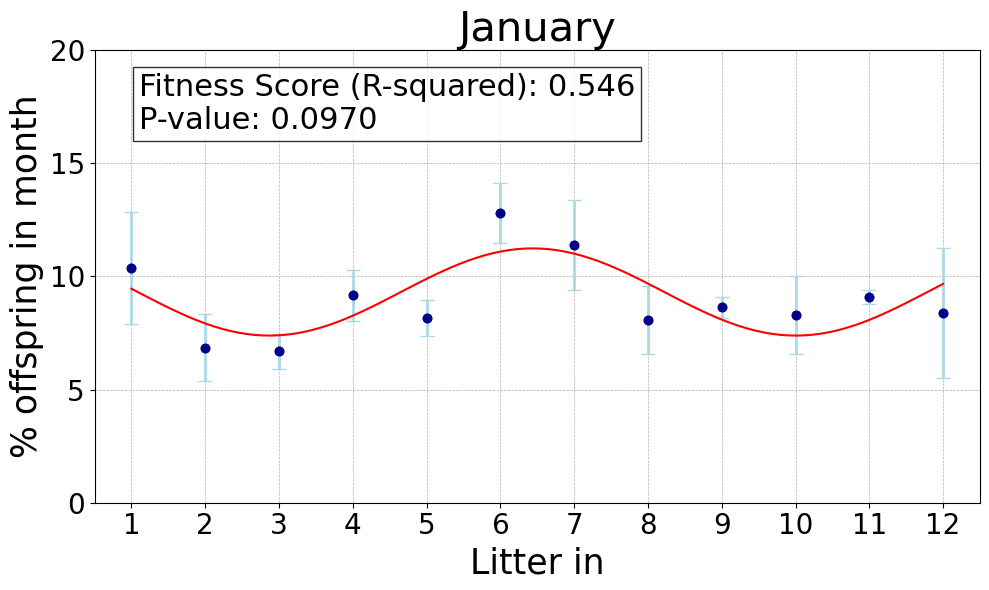 January
Fitness Score (R-squared): 0.546
P-value: 0.0970
% offspring in month
20
15
10
5
0
1 2 3 4 5 6 7 8 9 10 11 12
Litter in